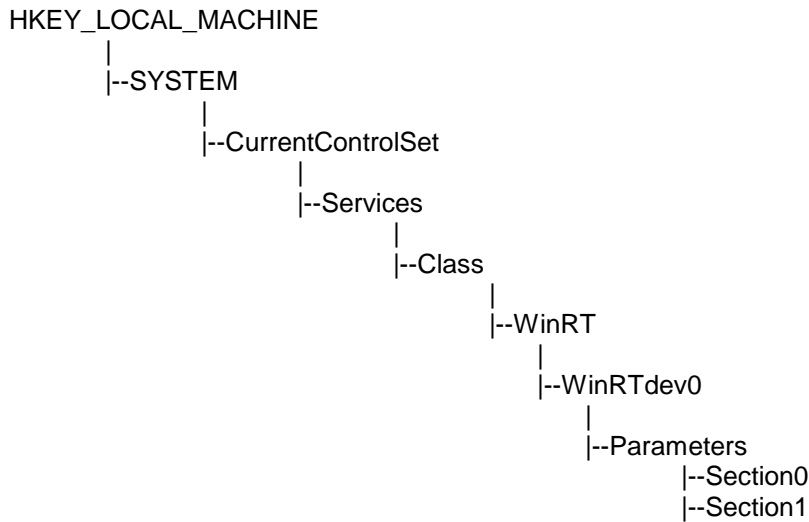 HKEY_LOCAL_MACHINE
|
|--SYSTEM
|
|--CurrentControlSet
|
|--Services
|
|--Class
|
|--WinRT
|
|--WinRTdev0
|
|--Parameters
|--Section0
|--Section1